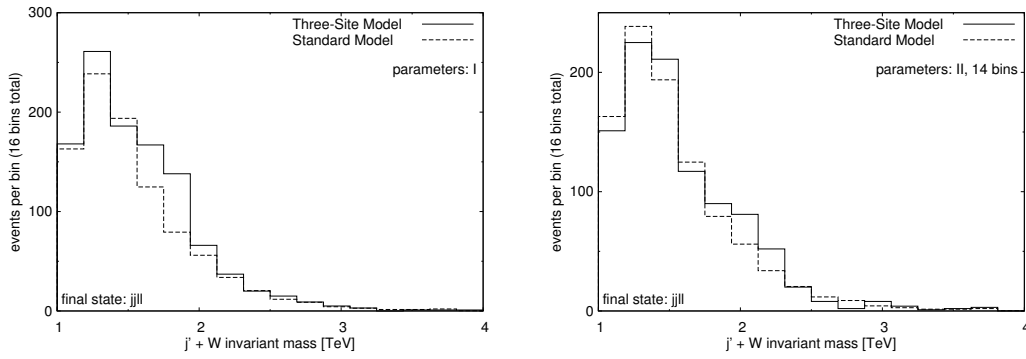 events per bin (16 bins total)
300
200
100
0
Three-Site Model
Standard Model
parameters: I
final state: jjll
1
2
3
4
j' + W invariant mass [TeV]
events per bin (16 bins total)
200
100
0
Three-Site Model
Standard Model
parameters: II, 14 bins
final state: jjll
1
2
3
4
j' + W invariant mass [TeV]